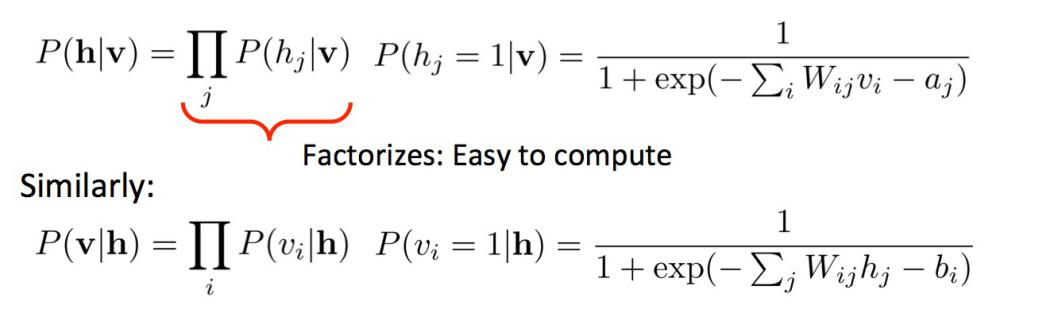 P(h|v) = ∏_j P(h_j|v) P(h_j = 1|v) = 1 / (1 + exp(−∑_i W_ij v_i − a_j))
Factorizes: Easy to compute
Similarly:
P(v|h) = ∏_i P(v_i|h) P(v_i = 1|h) = 1 / (1 + exp(−∑_j W_ij h_j − b_i))